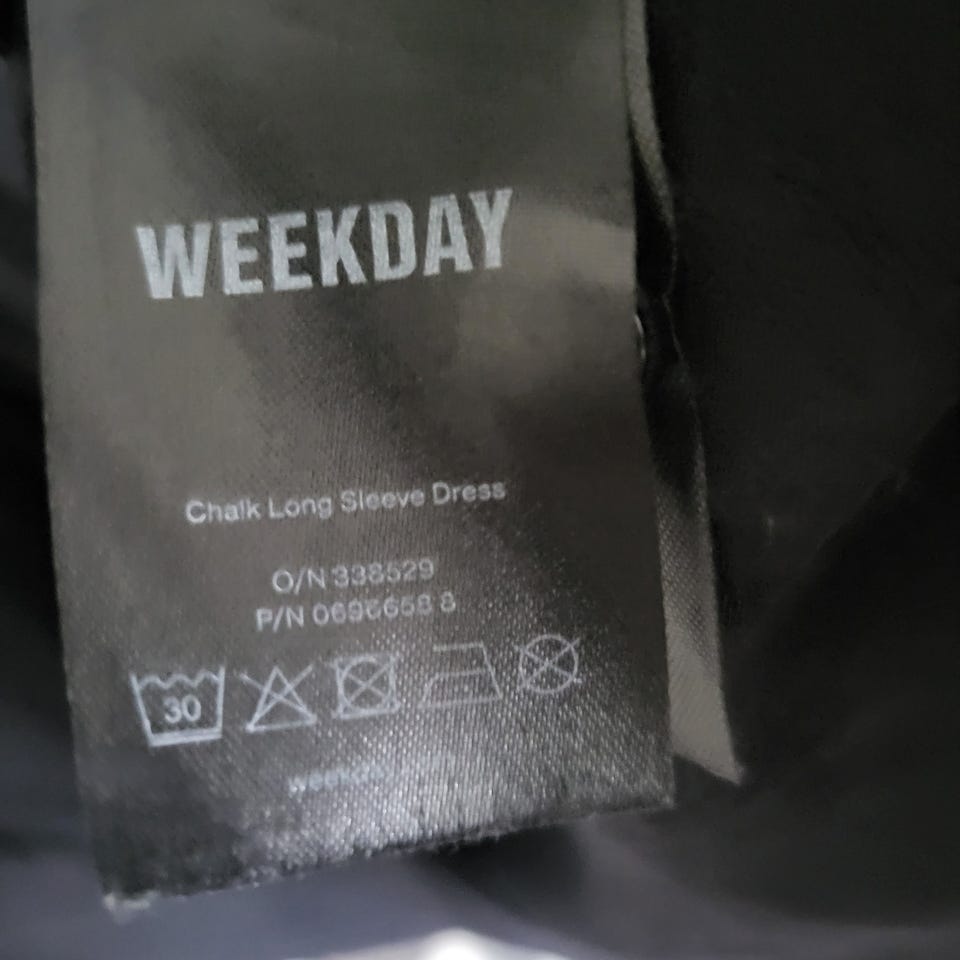 WEEKDAY
Chalk Long Sleeve Dress
O/N 338529
P/N 0696658 8
30